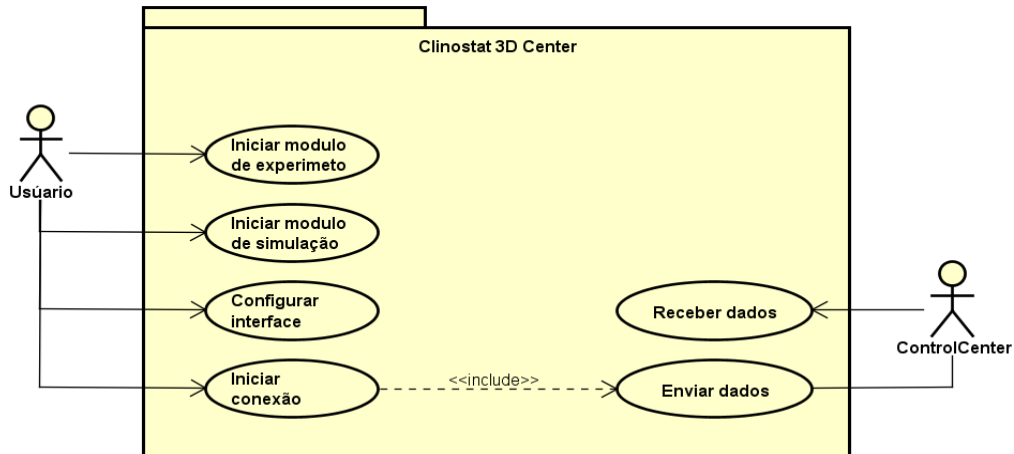 Clinostat 3D Center
Iniciar modulo
de experimeto
Usúario
Iniciar modulo
de simulação
Configurar
interface
Receber dados
ControlCenter
Iniciar
conexão
<<include>>
Enviar dados